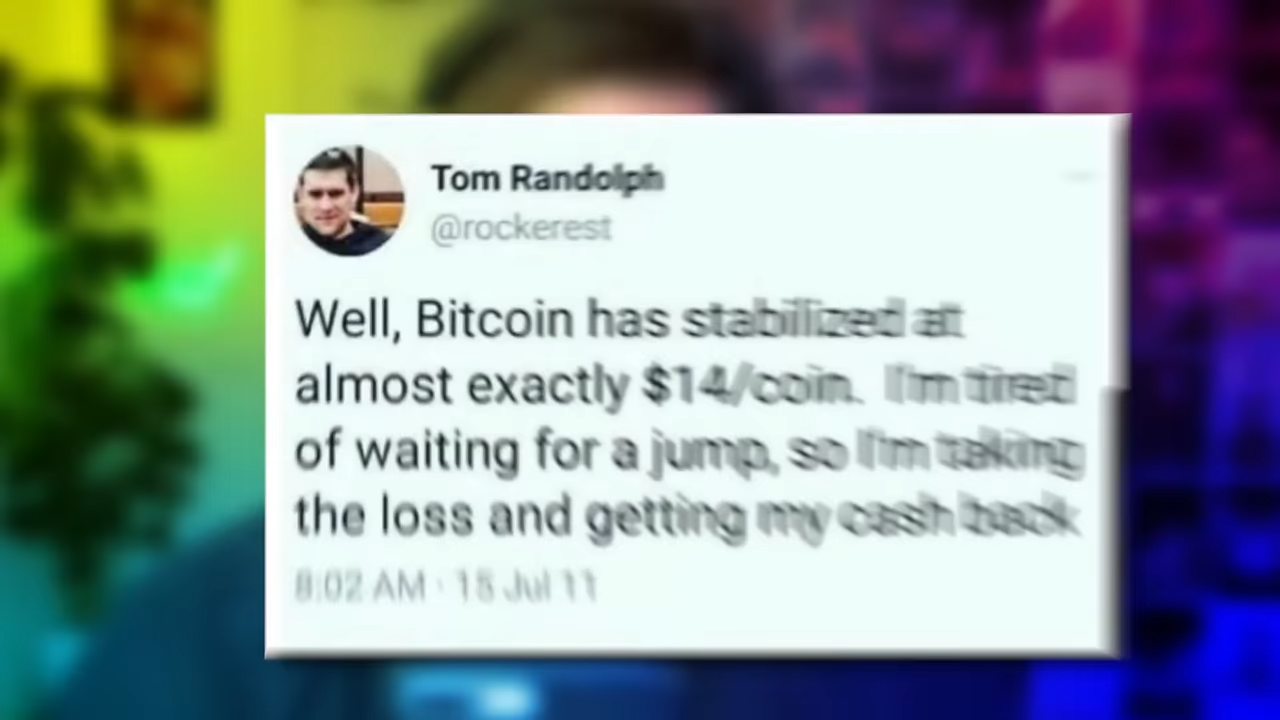 Tom Randolph
@rockerest
Well, Bitcoin has stabilized at
almost exactly $14/coin. I'm tired
of waiting for a jump, so I'm taking
the loss and getting my cash back
8:02 AM · 15 Jul 11